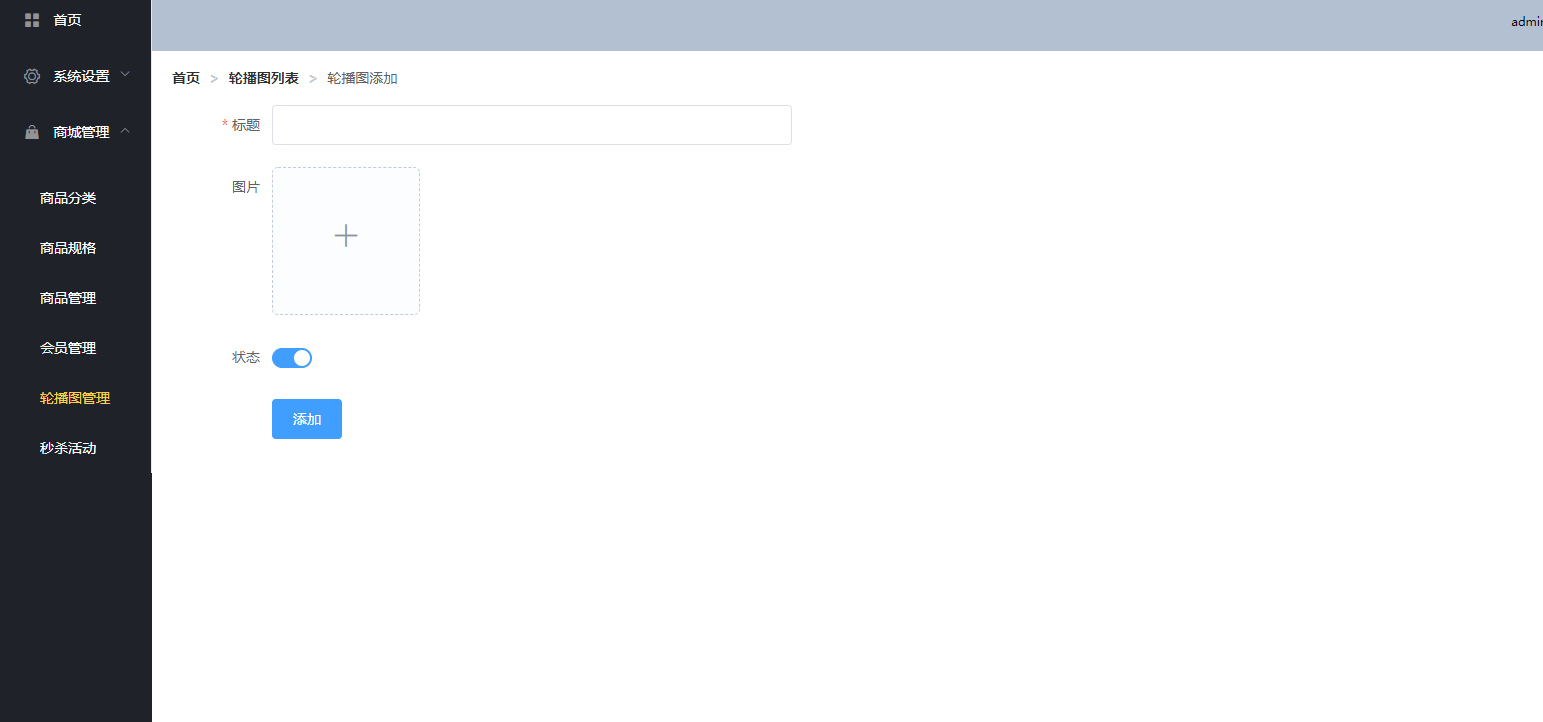 首页
系统设置
商城管理
商品分类
商品规格
商品管理
会员管理
轮播图管理
秒杀活动
admin
首页 > 轮播图列表 > 轮播图添加
* 标题
图片
状态
添加